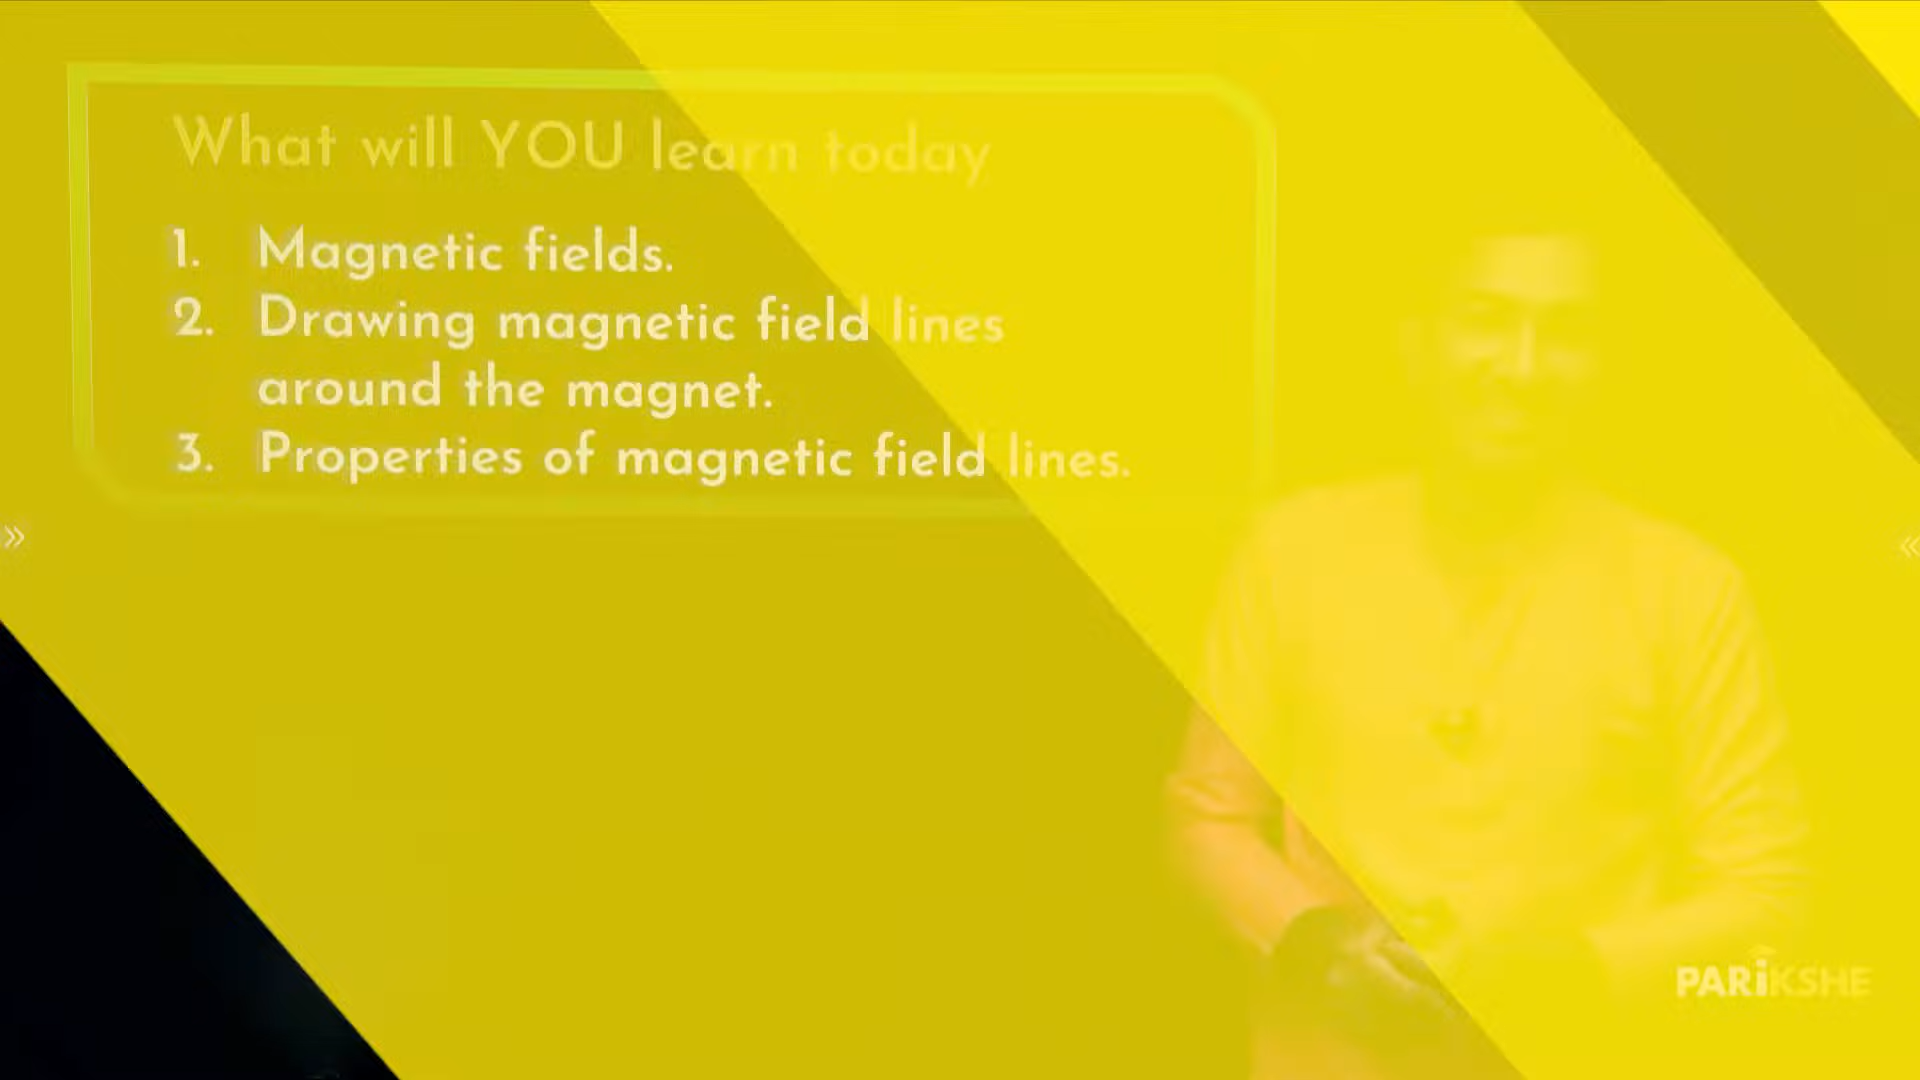 What will YOU learn today
1. Magnetic fields.
2. Drawing magnetic field lines
around the magnet.
3. Properties of magnetic field lines.
»
«
PARiKSHE